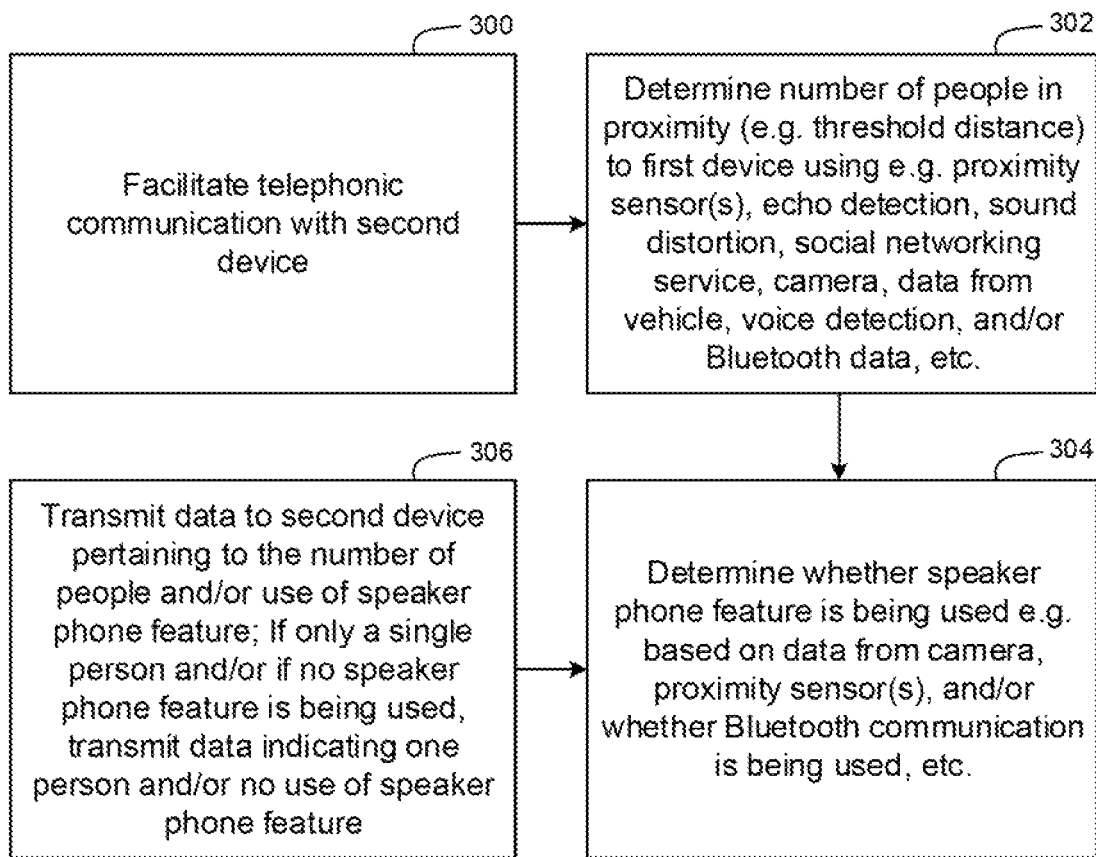 300
Facilitate telephonic
communication with second
device
302
Determine number of people in
proximity (e.g. threshold distance)
to first device using e.g. proximity
sensor(s), echo detection, sound
distortion, social networking
service, camera, data from
vehicle, voice detection, and/or
Bluetooth data, etc.
306
Transmit data to second device
pertaining to the number of
people and/or use of speaker
phone feature; If only a single
person and/or if no speaker
phone feature is being used,
transmit data indicating one
person and/or no use of speaker
phone feature
304
Determine whether speaker
phone feature is being used e.g.
based on data from camera,
proximity sensor(s), and/or
whether Bluetooth communication
is being used, etc.